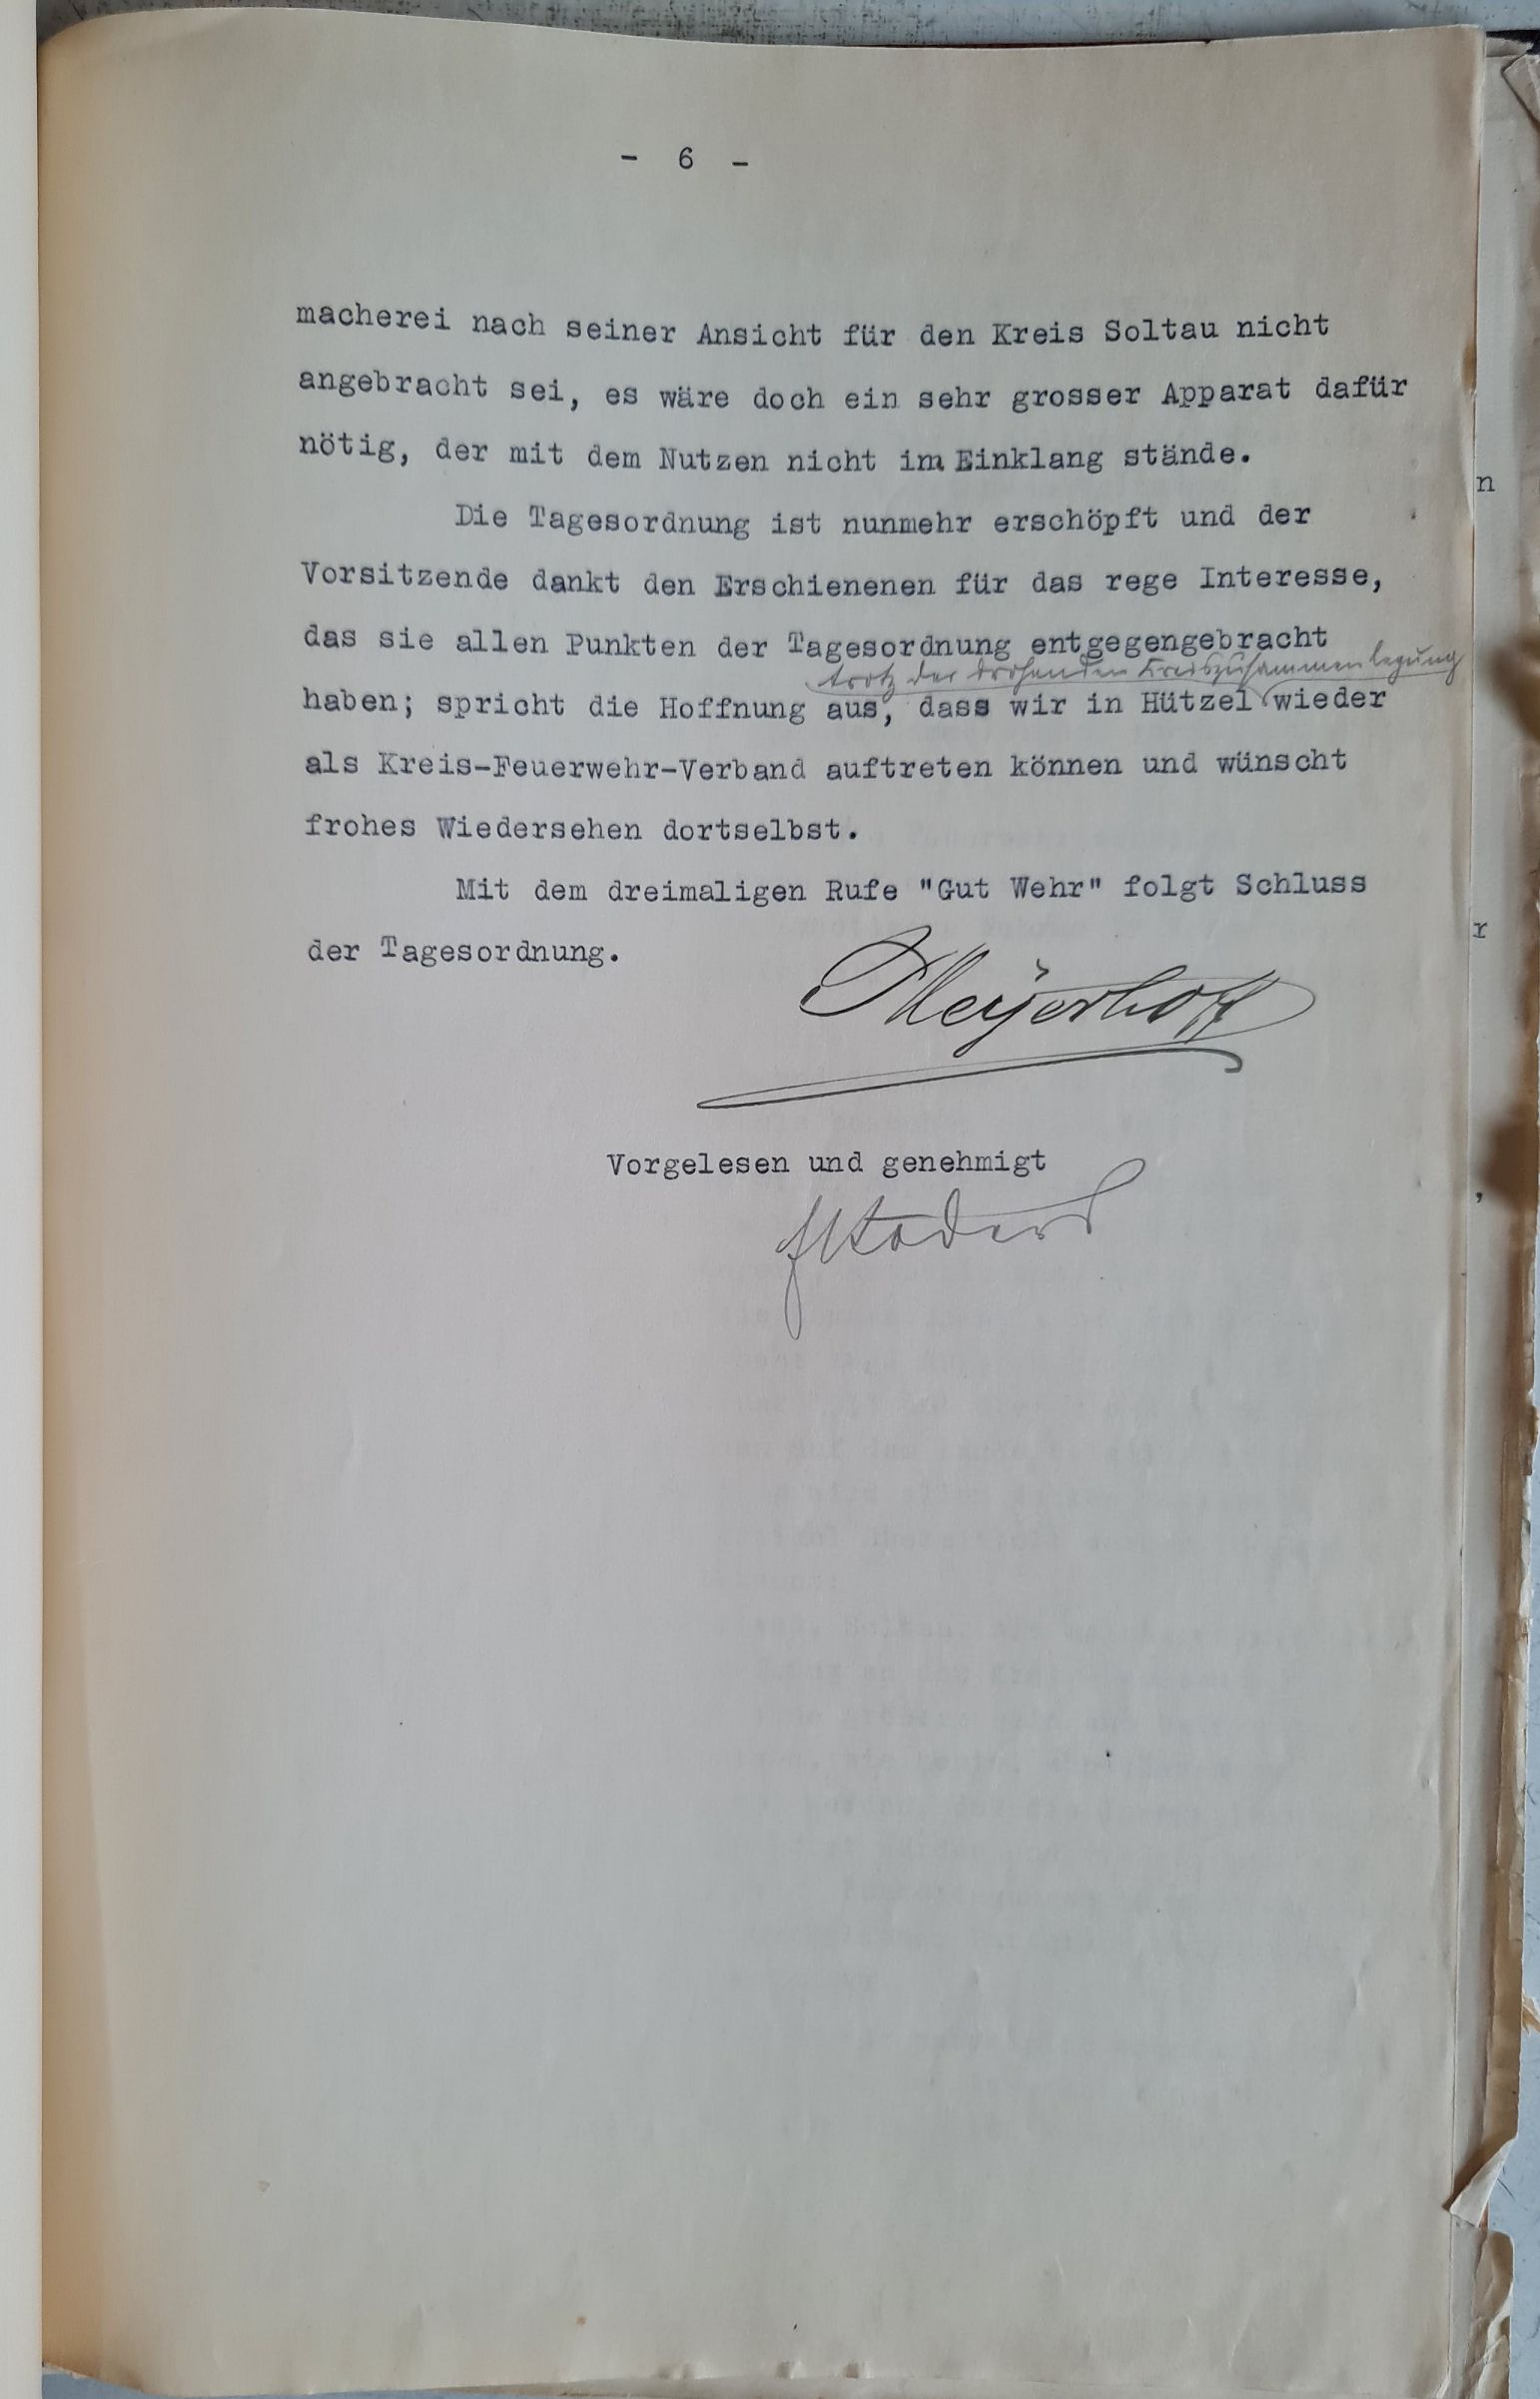 - 6 -
macherei nach seiner Ansicht für den Kreis Soltau nicht
angebracht sei, es wäre doch ein sehr grosser Apparat dafür
nötig, der mit dem Nutzen nicht im Einklang stände.
Die Tagesordnung ist nunmehr erschöpft und der
Vorsitzende dankt den Erschienenen für das rege Interesse,
das sie allen Punkten der Tagesordnung entgegengebracht
trotz der drohenden Kreiszusammenlegung
haben; spricht die Hoffnung aus, dass wir in Hützel wieder
als Kreis-Feuerwehr-Verband auftreten können und wünscht
frohes Wiedersehen dortselbst.
Mit dem dreimaligen Rufe "Gut Wehr" folgt Schluss
der Tagesordnung.
Meyerhoff
Vorgelesen und genehmigt
n
r
,